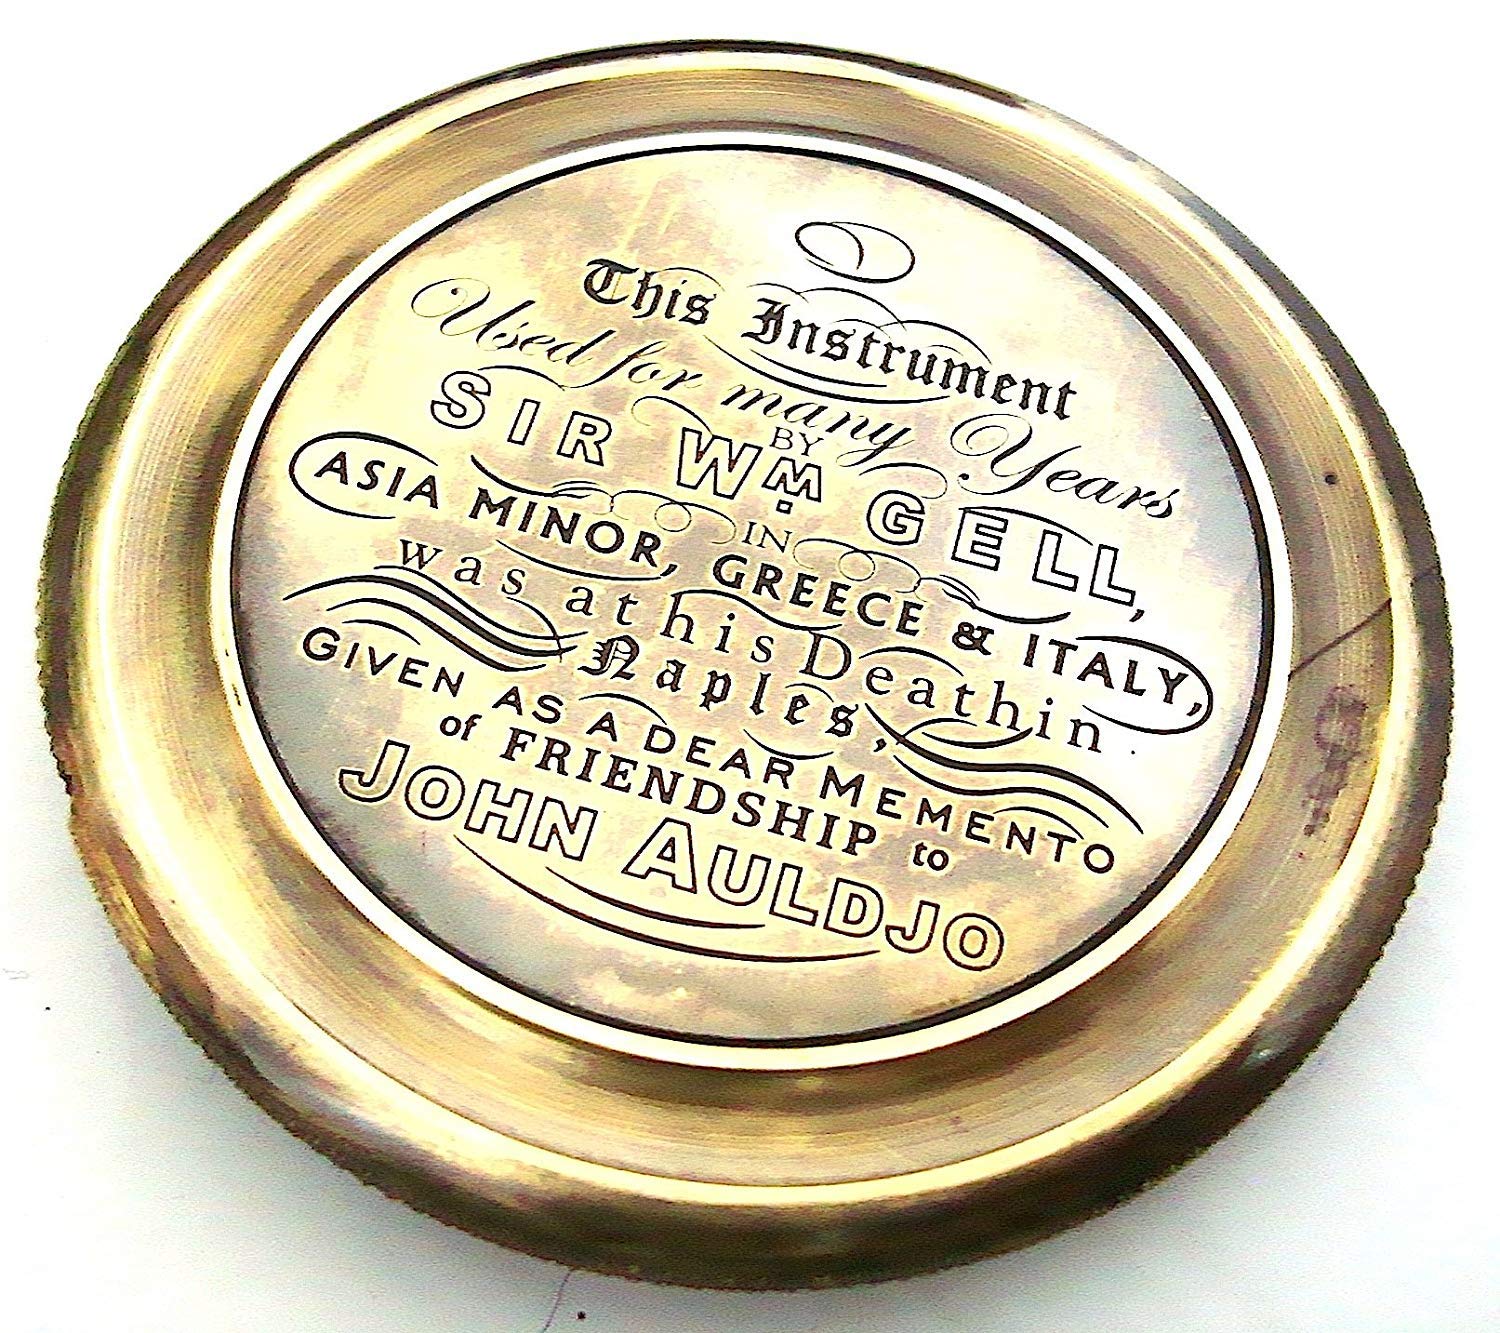 This Instrument
Used for many Years
BY
SIR WM. GELL,
IN
ASIA MINOR, GREECE & ITALY,
was at his Death in
Naples,
GIVEN AS A DEAR MEMENTO
of FRIENDSHIP to
JOHN AULDJO